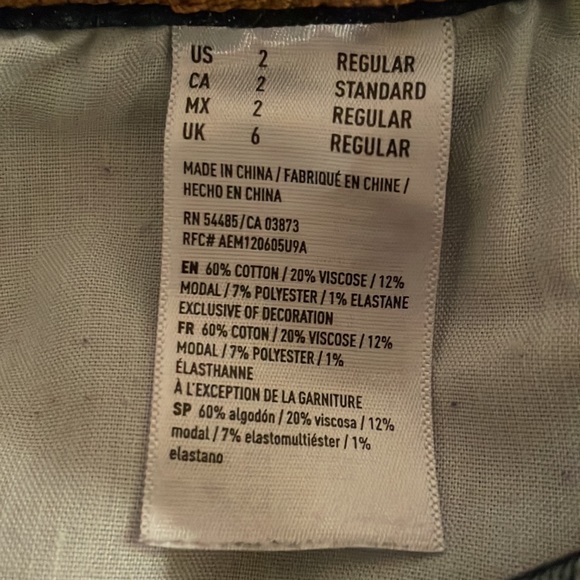 US 2 REGULAR
CA 2 STANDARD
MX 2 REGULAR
UK 6 REGULAR
MADE IN CHINA / FABRIQUÉ EN CHINE /
HECHO EN CHINA
RN 54485/CA 03873
RFC# AEM120605U9A
EN 60% COTTON / 20% VISCOSE / 12%
MODAL / 7% POLYESTER / 1% ELASTANE
EXCLUSIVE OF DECORATION
FR 60% COTON / 20% VISCOSE / 12%
MODAL / 7% POLYESTER / 1%
ÉLASTHANNE
À L'EXCEPTION DE LA GARNITURE
SP 60% algodón / 20% viscosa / 12%
modal / 7% elastomultiéster / 1%
elastano